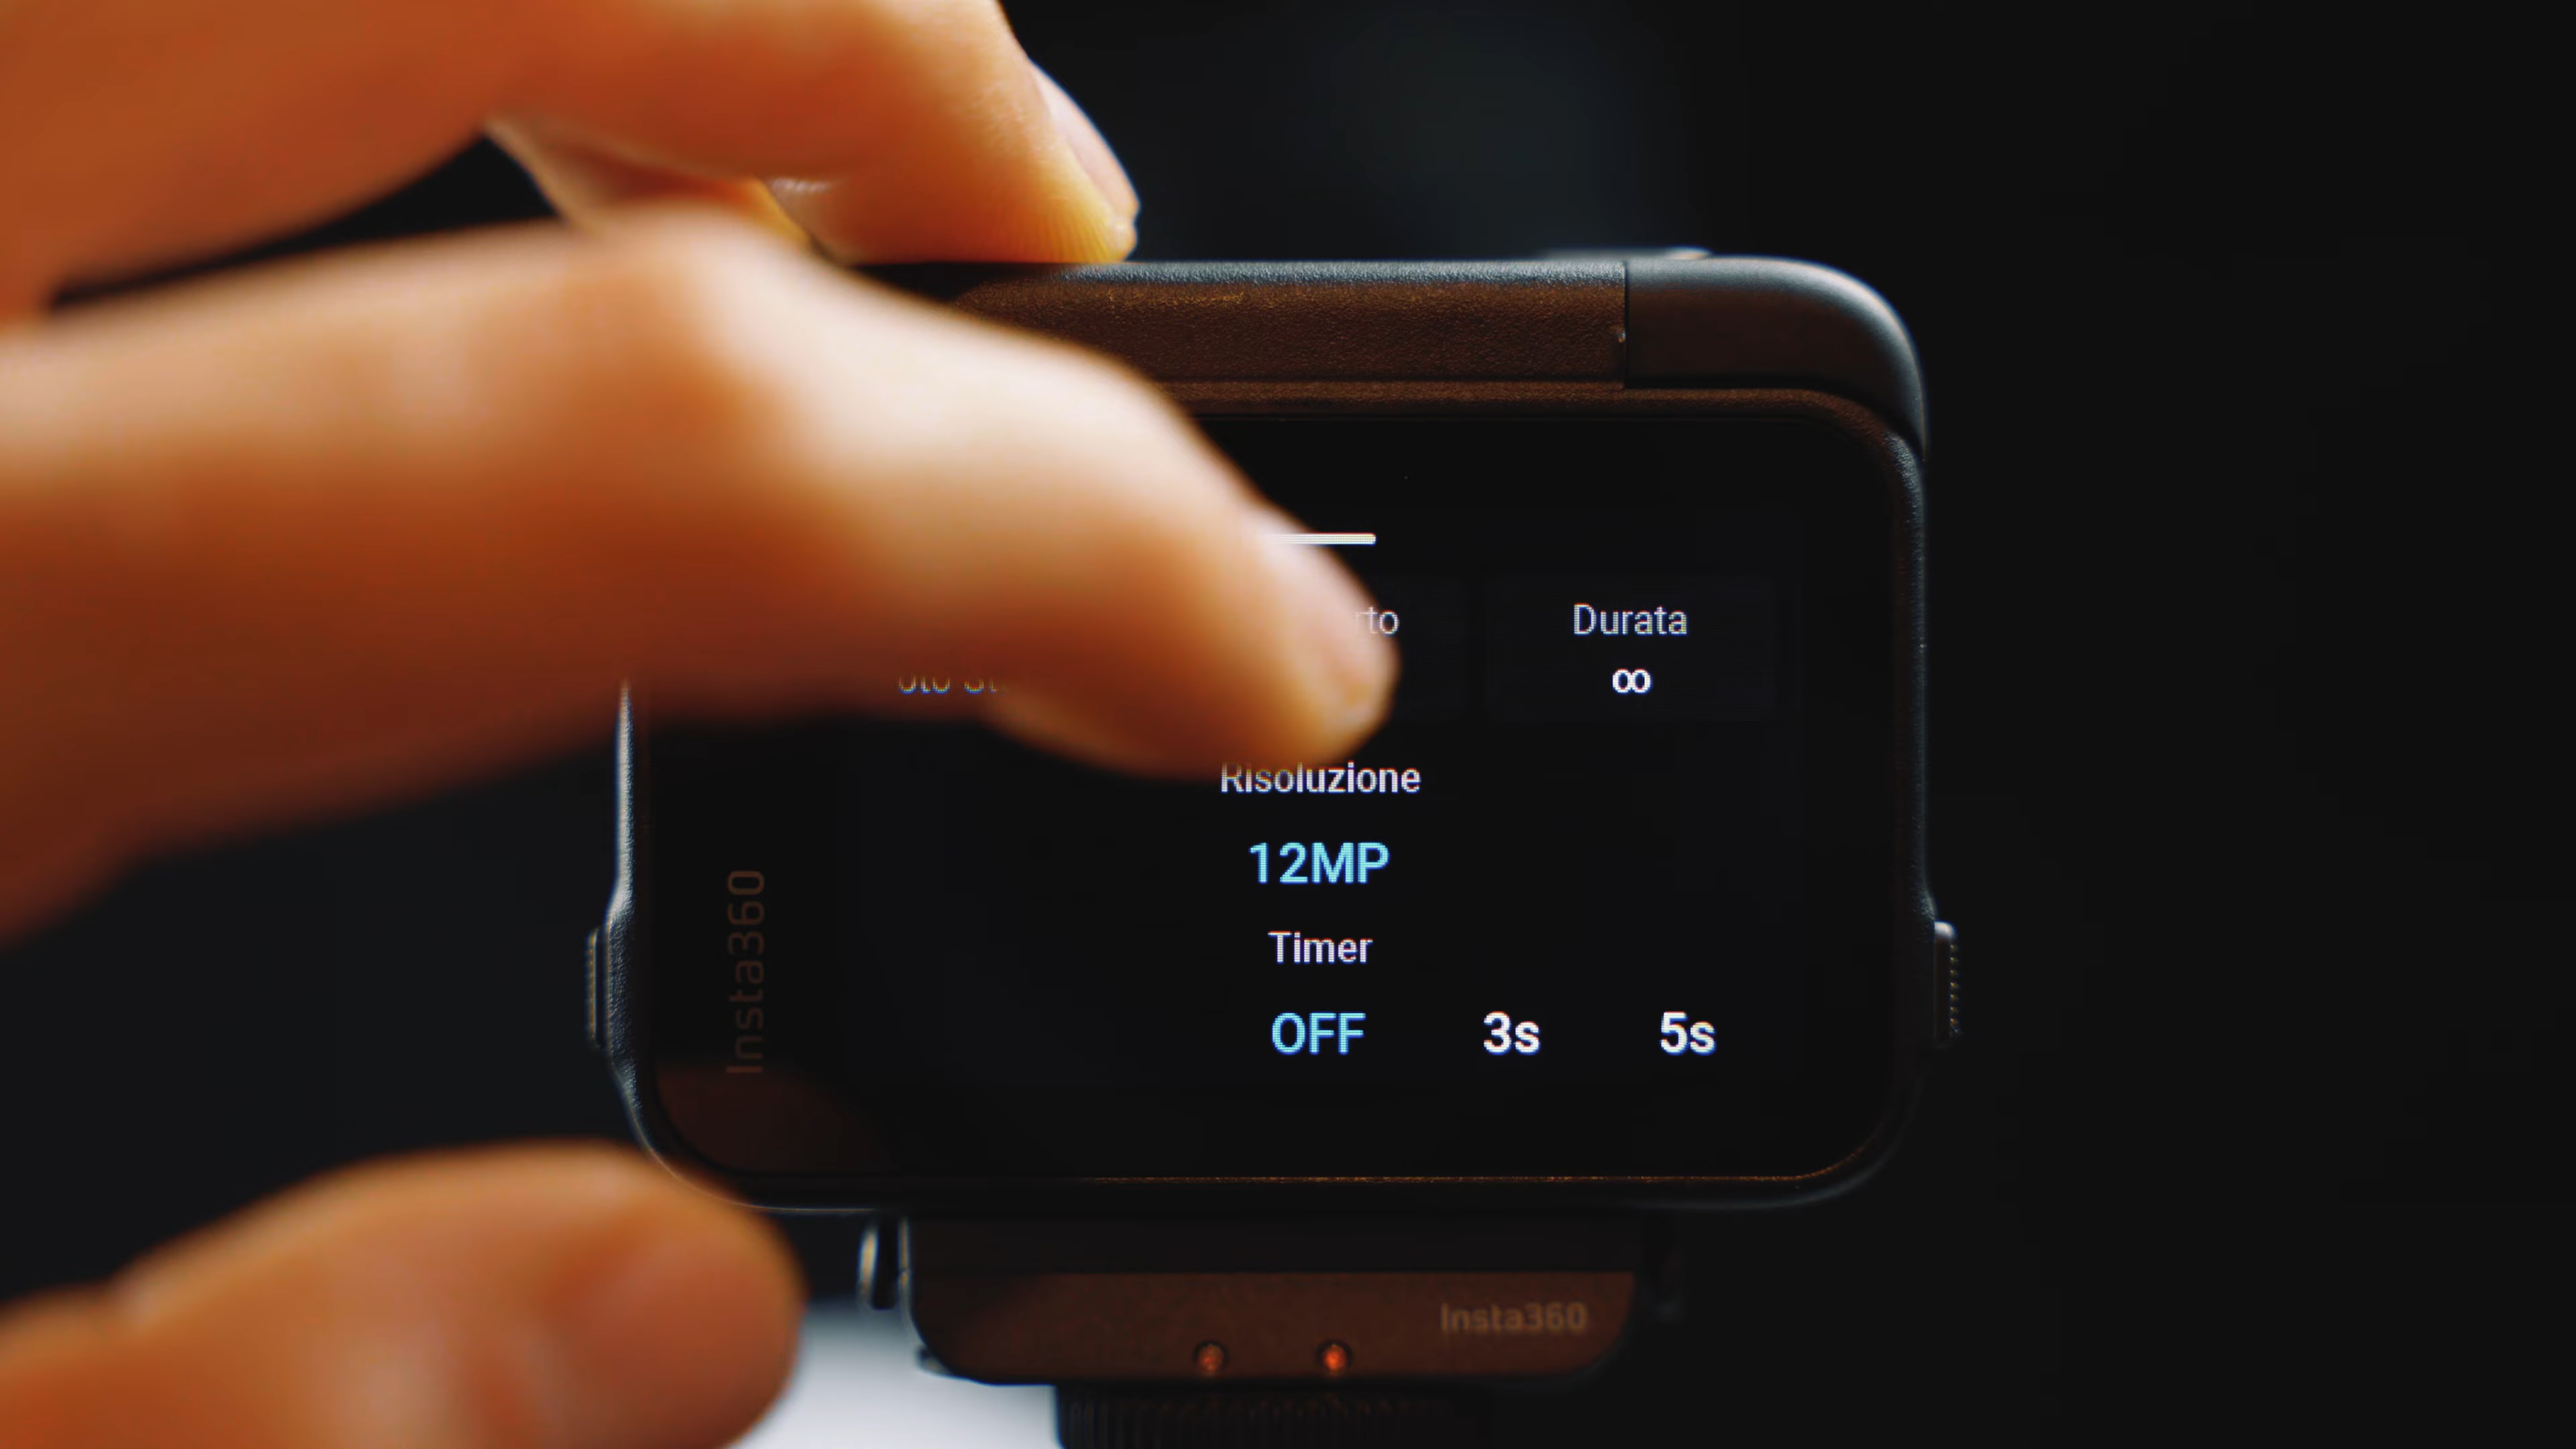 Durata
∞
Risoluzione
12MP
Timer
OFF 3s 5s
Insta360
Insta360